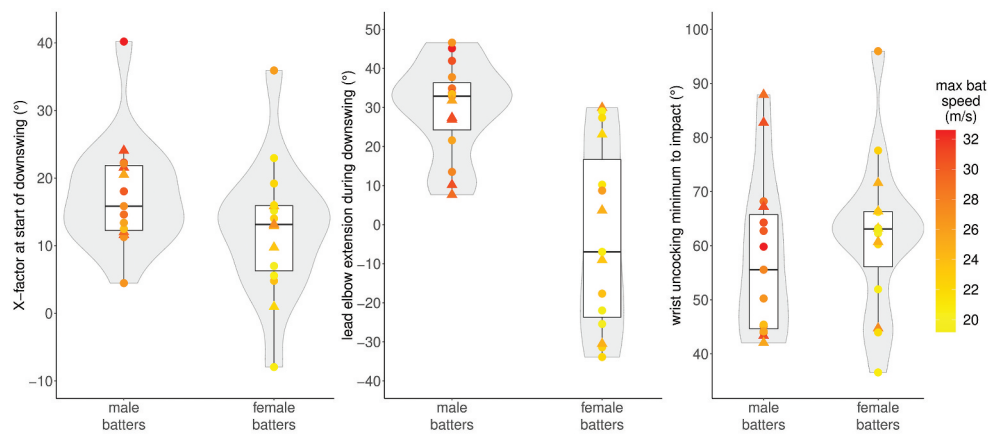 X−factor at start of downswing (°)
40
30
20
10
0
−10
male
batters
female
batters
lead elbow extension during downswing (°)
50
40
30
20
10
0
−10
−20
−30
−40
male
batters
female
batters
wrist uncocking minimum to impact (°)
100
90
80
70
60
50
40
male
batters
female
batters
max bat
speed
(m/s)
32
30
28
26
24
22
20